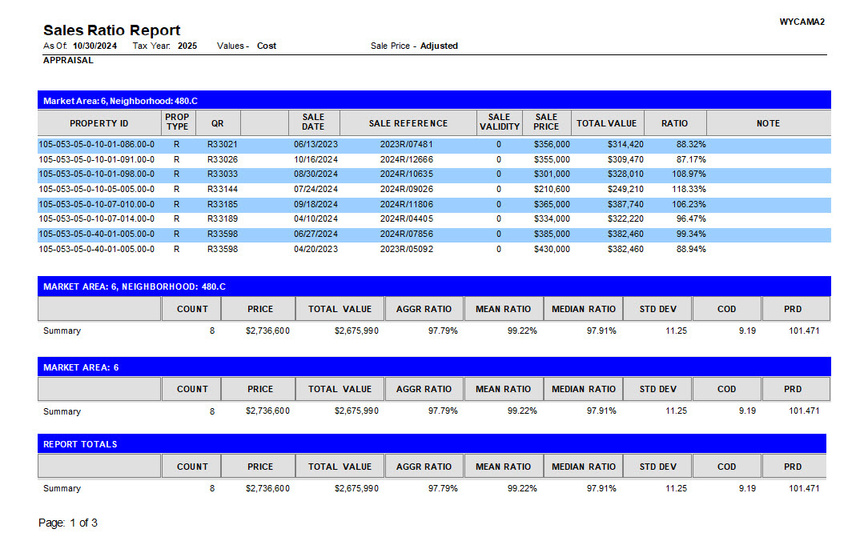 WYCAMA2
Sales Ratio Report
As Of: 10/30/2024 Tax Year: 2025 Values - Cost Sale Price - Adjusted
APPRAISAL
Market Area: 6, Neighborhood: 480.C
PROPERTY ID PROP TYPE QR SALE DATE SALE REFERENCE SALE VALIDITY SALE PRICE TOTAL VALUE RATIO NOTE
105-053-05-0-10-01-086.00-0 R R33021 06/13/2023 2023R/07481 0 $356,000 $314,420 88.32%
105-053-05-0-10-01-091.00-0 R R33026 10/16/2024 2024R/12666 0 $355,000 $309,470 87.17%
105-053-05-0-10-01-098.00-0 R R33033 08/30/2024 2024R/10635 0 $301,000 $328,010 108.97%
105-053-05-0-10-05-005.00-0 R R33144 07/24/2024 2024R/09026 0 $210,600 $249,210 118.33%
105-053-05-0-10-07-010.00-0 R R33185 09/18/2024 2024R/11806 0 $365,000 $387,740 106.23%
105-053-05-0-10-07-014.00-0 R R33189 04/10/2024 2024R/04405 0 $334,000 $322,220 96.47%
105-053-05-0-40-01-005.00-0 R R33598 06/27/2024 2024R/07856 0 $385,000 $382,460 99.34%
105-053-05-0-40-01-005.00-0 R R33598 04/20/2023 2023R/05092 0 $430,000 $382,460 88.94%
MARKET AREA: 6, NEIGHBORHOOD: 480.C
COUNT PRICE TOTAL VALUE AGGR RATIO MEAN RATIO MEDIAN RATIO STD DEV COD PRD
Summary 8 $2,736,600 $2,675,990 97.79% 99.22% 97.91% 11.25 9.19 101.471
MARKET AREA: 6
COUNT PRICE TOTAL VALUE AGGR RATIO MEAN RATIO MEDIAN RATIO STD DEV COD PRD
Summary 8 $2,736,600 $2,675,990 97.79% 99.22% 97.91% 11.25 9.19 101.471
REPORT TOTALS
COUNT PRICE TOTAL VALUE AGGR RATIO MEAN RATIO MEDIAN RATIO STD DEV COD PRD
Summary 8 $2,736,600 $2,675,990 97.79% 99.22% 97.91% 11.25 9.19 101.471
Page: 1 of 3